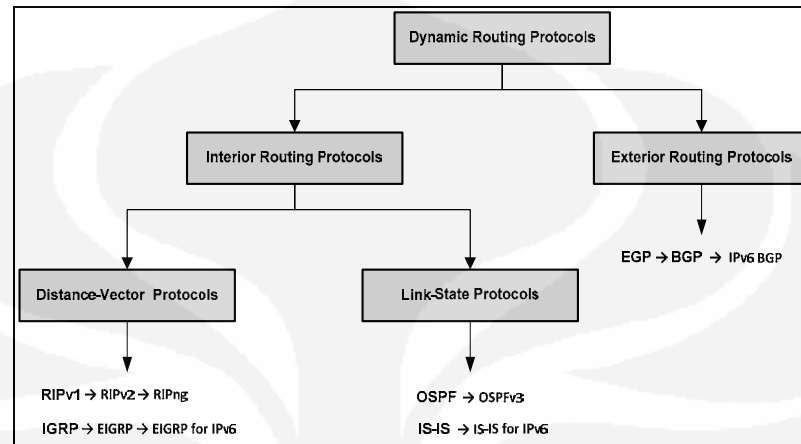 Dynamic Routing Protocols
Interior Routing Protocols
Exterior Routing Protocols
EGP → BGP → IPv6 BGP
Distance-Vector Protocols
Link-State Protocols
RIPv1 → RIPv2 → RIPng
IGRP → EIGRP → EIGRP for IPv6
OSPF → OSPFv3
IS-IS → IS-IS for IPv6